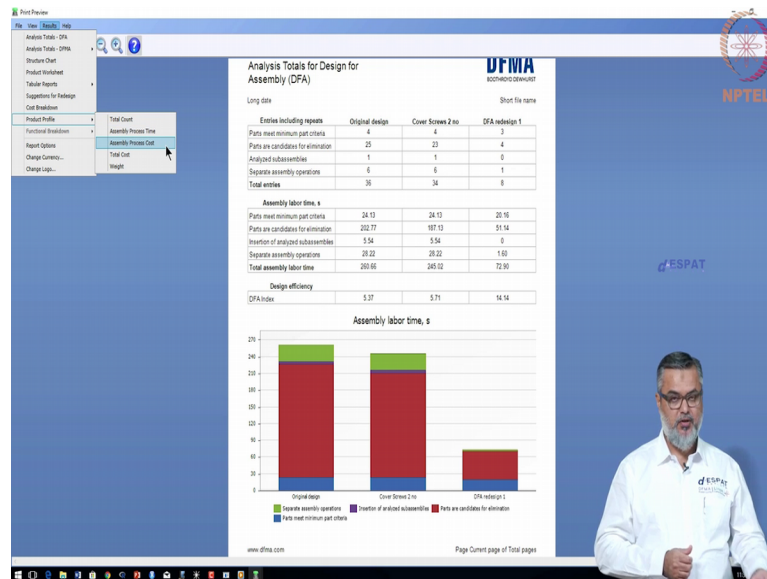 Print Preview
File View Results Help
Analysis Totals - DFA
Analysis Totals - DFMA
Structure Chart
Product Worksheet
Tabular Reports
Suggestions for Redesign
Cost Breakdown
Product Profile
Functional Breakdown
Report Options
Change Currency...
Change Logo...
Total Count
Assembly Process Time
Assembly Process Cost
Total Cost
Weight
NPTEL
Analysis Totals for Design for
Assembly (DFA)
DFMA
BOOTHROYD DEWHURST
Long date Short file name
Entries including repeats Original design Cover Screws 2 no DFA redesign 1
Parts meet minimum part criteria 4 4 3
Parts are candidates for elimination 25 23 4
Analyzed subassemblies 1 1 0
Separate assembly operations 6 6 1
Total entries 36 34 8
Assembly labor time, s
Parts meet minimum part criteria 24.13 24.13 20.16
Parts are candidates for elimination 202.77 187.13 51.14
Insertion of analyzed subassemblies 5.54 5.54 0
Separate assembly operations 28.22 28.22 1.60
Total assembly labor time 260.66 245.02 72.90
Design efficiency
DFA Index 5.37 5.71 14.14
Assembly labor time, s
270
240
210
180
150
120
90
60
30
0
Original design Cover Screws 2 no DFA redesign 1
Separate assembly operations Insertion of analyzed subassemblies Parts are candidates for elimination
Parts meet minimum part criteria
www.dfma.com Page Current page of Total pages
dESPAT
d ESPAT